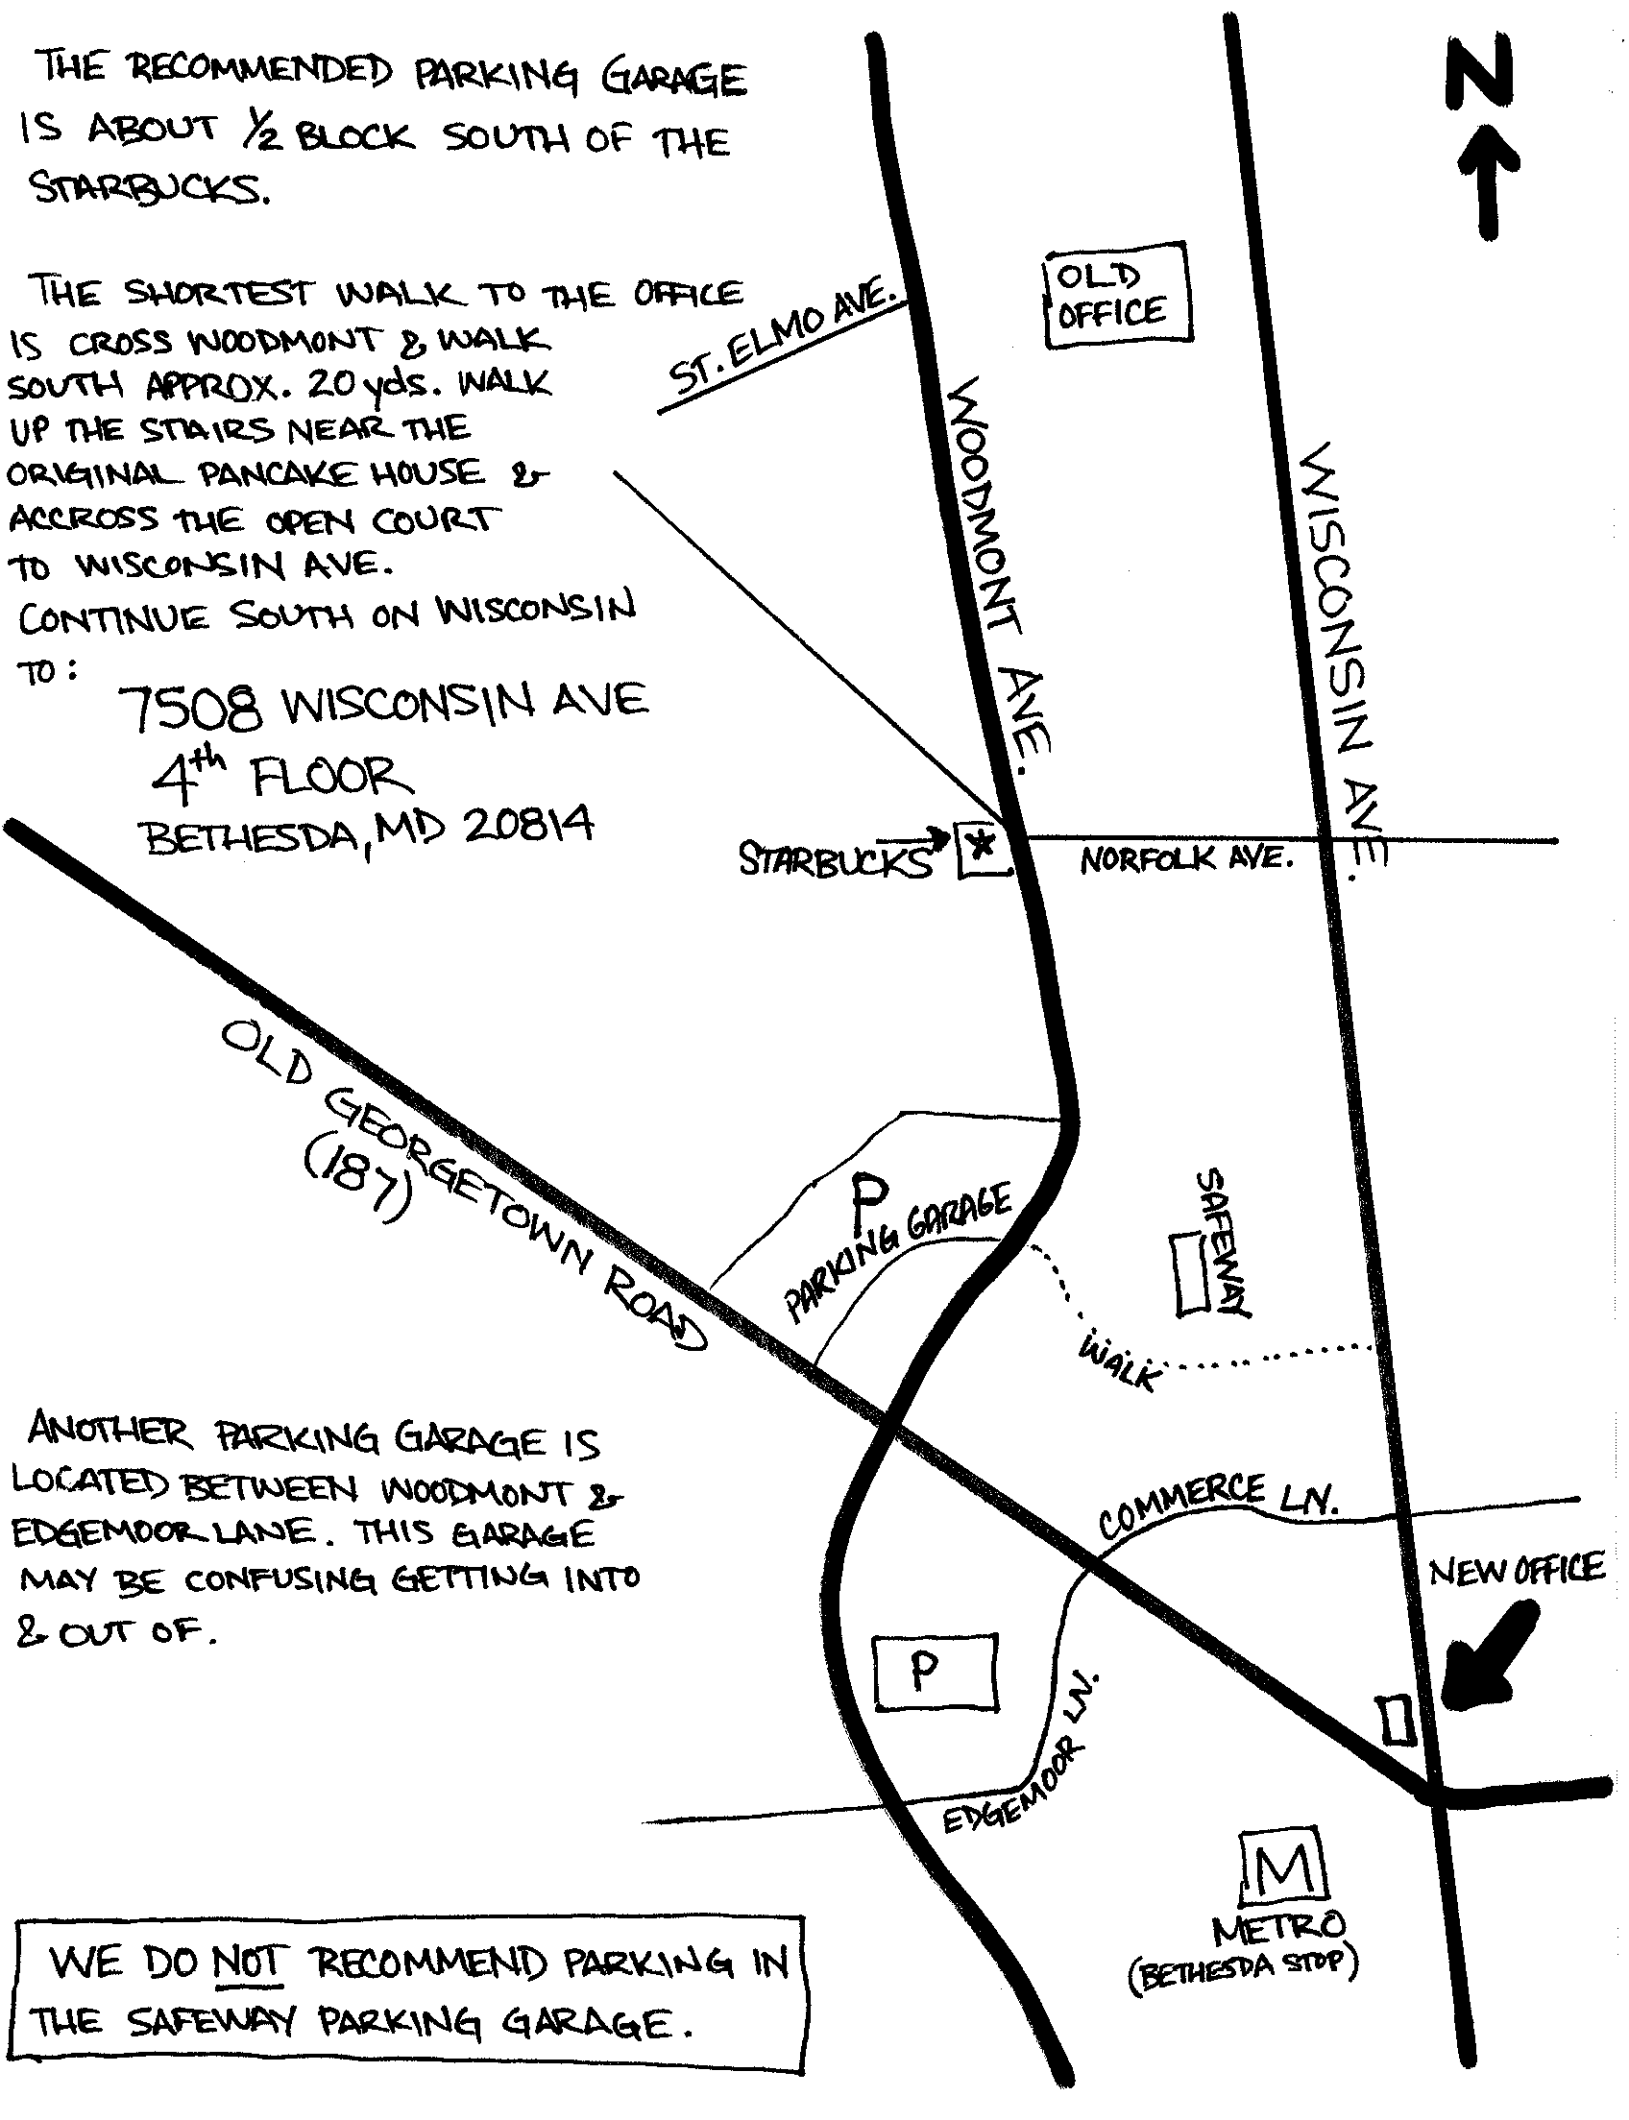 THE RECOMMENDED PARKING GARAGE
IS ABOUT ½ BLOCK SOUTH OF THE
STARBUCKS.
THE SHORTEST WALK TO THE OFFICE
IS CROSS WOODMONT & WALK
SOUTH APPROX. 20 yds. WALK
UP THE STAIRS NEAR THE
ORIGINAL PANCAKE HOUSE &
ACCROSS THE OPEN COURT
TO WISCONSIN AVE.
CONTINUE SOUTH ON WISCONSIN
TO:
7508 WISCONSIN AVE
4th FLOOR
BETHESDA, MD 20814
N
OLD
OFFICE
ST. ELMO AVE.
WOODMONT AVE.
WISCONSIN AVE.
STARBUCKS
*
NORFOLK AVE.
OLD GEORGETOWN ROAD
(187)
P
PARKING GARAGE
SAFEWAY
WALK
ANOTHER PARKING GARAGE IS
LOCATED BETWEEN WOODMONT &
EDGEMOOR LANE. THIS GARAGE
MAY BE CONFUSING GETTING INTO
& OUT OF.
COMMERCE LN.
NEW OFFICE
P
EDGEMOOR LN.
M
METRO
(BETHESDA STOP)
WE DO NOT RECOMMEND PARKING IN
THE SAFEWAY PARKING GARAGE.